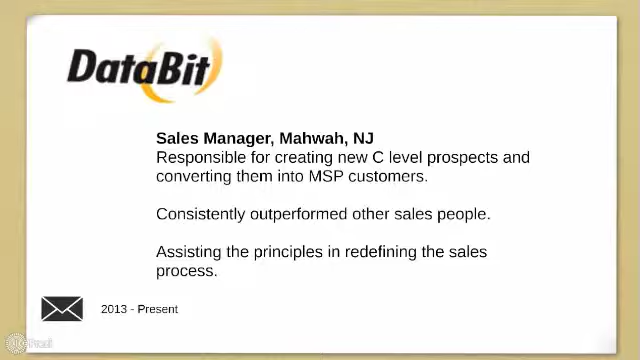 DataBit
Sales Manager, Mahwah, NJ
Responsible for creating new C level prospects and
converting them into MSP customers.
Consistently outperformed other sales people.
Assisting the principles in redefining the sales
process.
2013 - Present
Prezi